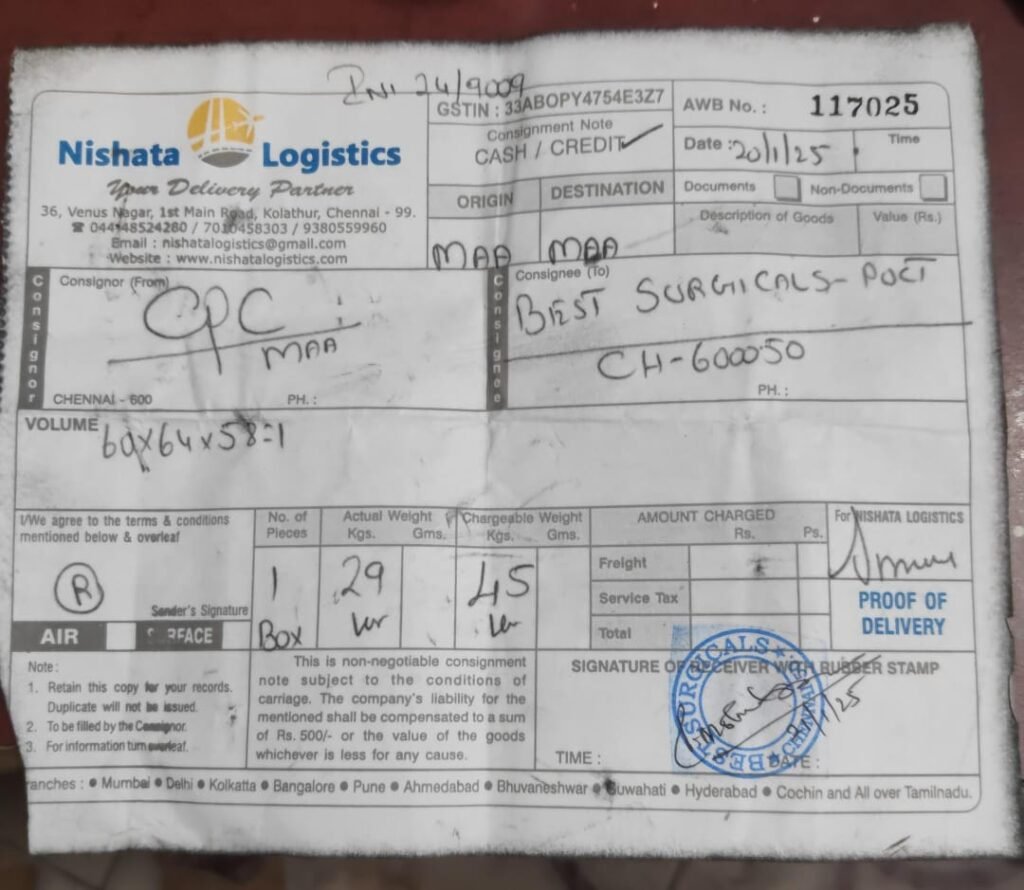 INI 24/9009
Nishata Logistics
Your Delivery Partner
36, Venus Nagar, 1st Main Road, Kolathur, Chennai - 99.
☎ 044-48524280 / 7010458303 / 9380559960
Email : nishatalogistics@gmail.com
Website : www.nishatalogistics.com
GSTIN : 33ABOPY4754E3Z7
Consignment Note
CASH / CREDIT ✓
AWB No. : 117025
Date : 20/1/25 Time
ORIGIN DESTINATION
MAA MAA
Documents Non-Documents
Description of Goods Value (Rs.)
Consignor
Consignor (From)
CPC
MAA
CHENNAI - 600 PH. :
Consignee
Consignee (To)
BEST SURGICALS-
CH-600050
PH. :
VOLUME
64x58=1
I/We agree to the terms & conditions
mentioned below & overleaf
R
Sender's Signature
AIR SURFACE
No. of Pieces
1
BOX
Actual Weight
Kgs. Gms.
29
Chargeable Weight
Kgs. Gms.
45
AMOUNT CHARGED
Rs. Ps.
Freight
Service Tax
Total
For NISHATA LOGISTICS
PROOF OF
DELIVERY
Note :
1. Retain this copy for your records.
Duplicate will not be issued.
2. To be filled by the Consignor.
3. For information turn overleaf.
This is non-negotiable consignment
note subject to the conditions of
carriage. The company's liability for the
mentioned shall be compensated to a sum
of Rs. 500/- or the value of the goods
whichever is less for any cause.
SIGNATURE OF RECEIVER WITH RUBBER STAMP
BEST SURGICALS * CHENNAI
TIME : DATE :
anches : ● Mumbai ● Delhi ● Kolkatta ● Bangalore ● Pune ● Ahmedabad ● Bhuvaneshwar ● Guwahati ● Hyderabad ● Cochin and All over Tamilnadu.